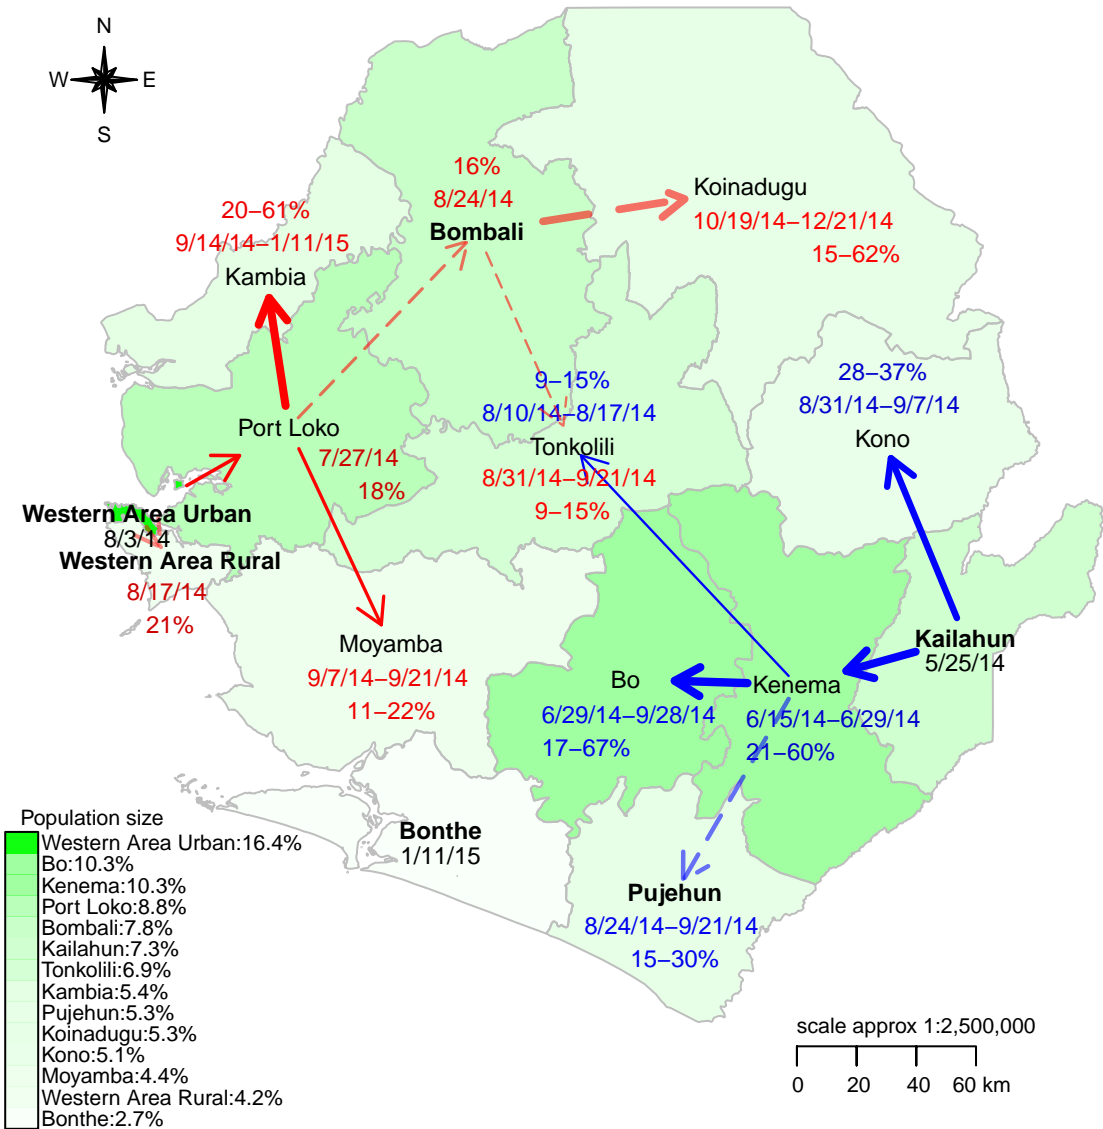 N
W E
S
16%
8/24/14
Bombali
Koinadugu
10/19/14–12/21/14
15–62%
20–61%
9/14/14–1/11/15
Kambia
9–15%
8/10/14–8/17/14
Tonkolili
8/31/14–9/21/14
9–15%
28–37%
8/31/14–9/7/14
Kono
Port Loko
7/27/14
18%
Western Area Urban
8/3/14
Western Area Rural
8/17/14
21%
Moyamba
9/7/14–9/21/14
11–22%
Bo
6/29/14–9/28/14
17–67%
Kenema
6/15/14–6/29/14
21–60%
Kailahun
5/25/14
Bonthe
1/11/15
Pujehun
8/24/14–9/21/14
15–30%
Population size
Western Area Urban:16.4%
Bo:10.3%
Kenema:10.3%
Port Loko:8.8%
Bombali:7.8%
Kailahun:7.3%
Tonkolili:6.9%
Kambia:5.4%
Pujehun:5.3%
Koinadugu:5.3%
Kono:5.1%
Moyamba:4.4%
Western Area Rural:4.2%
Bonthe:2.7%
scale approx 1:2,500,000
0 20 40 60 km